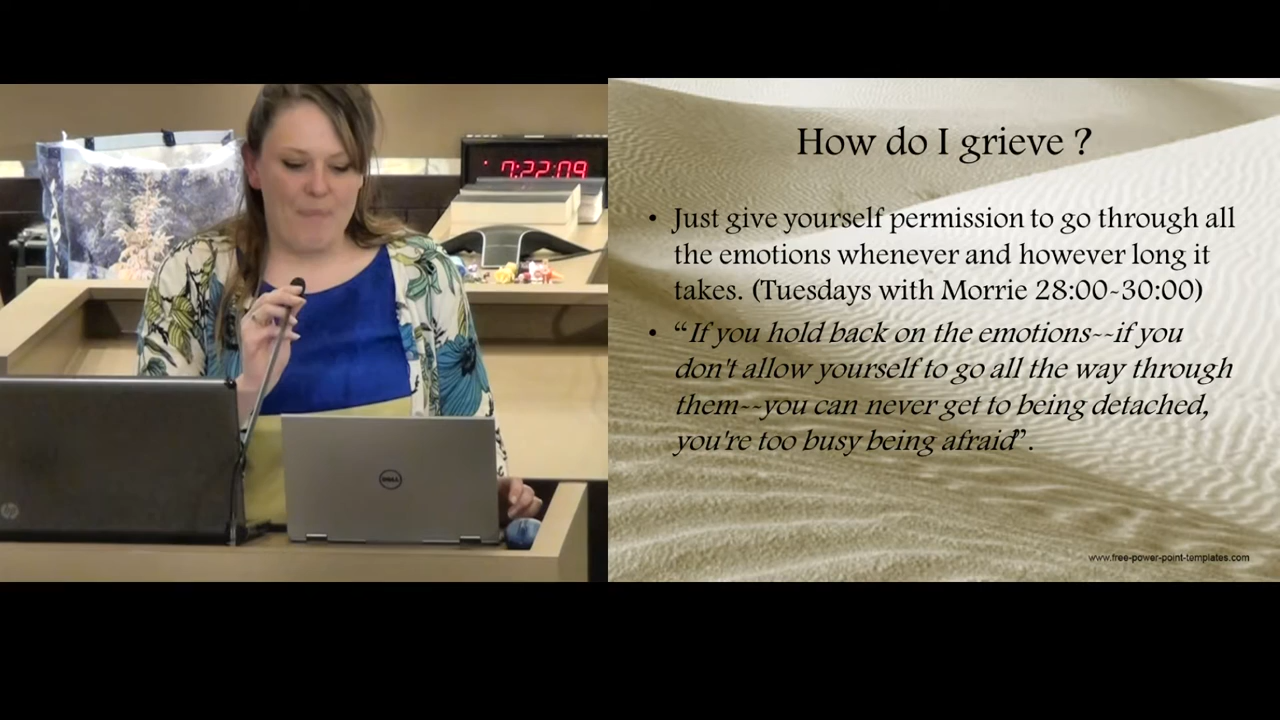 7:22:09
DELL
hp
How do I grieve ?
• Just give yourself permission to go through all
the emotions whenever and however long it
takes. (Tuesdays with Morrie 28:00-30:00)
• “If you hold back on the emotions--if you
don't allow yourself to go all the way through
them--you can never get to being detached,
you're too busy being afraid”.
www.free-power-point-templates.com